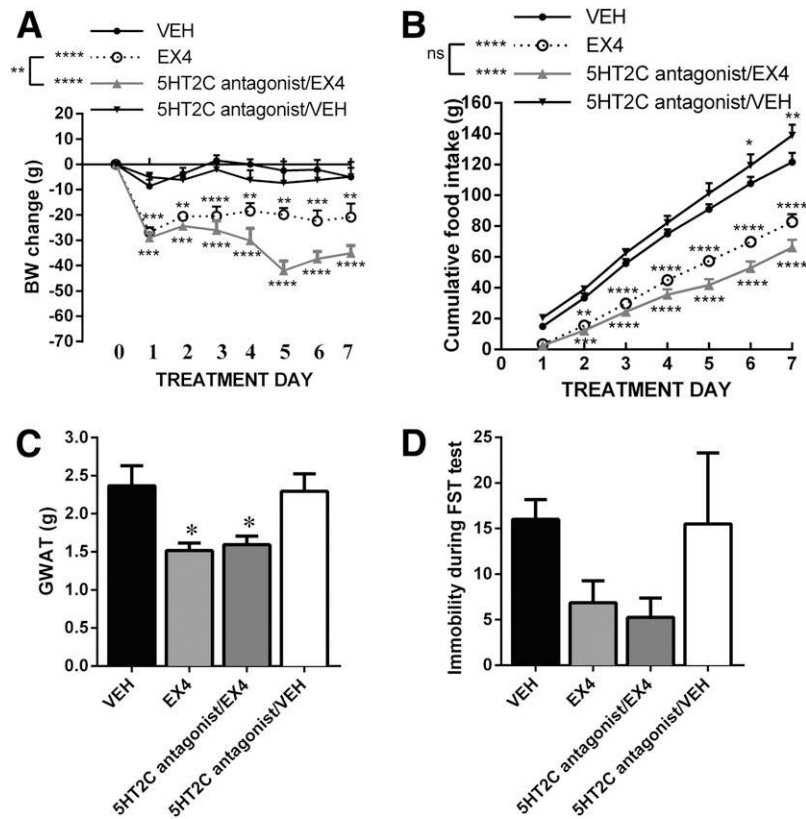 A
VEH
**** EX4
**
**** 5HT2C antagonist/EX4
5HT2C antagonist/VEH
20
10
0
-10
-20
-30
-40
-50
-60
-70
BW change (g)
*** ** **** ** ** *** **
*** *** **** **** **** **** ****
0 1 2 3 4 5 6 7
TREATMENT DAY
B
VEH
ns
**** EX4
**** 5HT2C antagonist/EX4
5HT2C antagonist/VEH
160
140
120
100
80
60
40
20
0
Cumulative food intake (g)
* **
** **** **** **** **** ****
*** **** **** **** **** ****
0 1 2 3 4 5 6 7
TREATMENT DAY
C
3.0
2.5
2.0
1.5
1.0
0.5
0.0
GWAT (g)
* *
VEH
EX4
5HT2C antagonist/EX4
5HT2C antagonist/VEH
D
25
20
15
10
5
0
Immobility during FST test
VEH
EX4
5HT2C antagonist/EX4
5HT2C antagonist/VEH